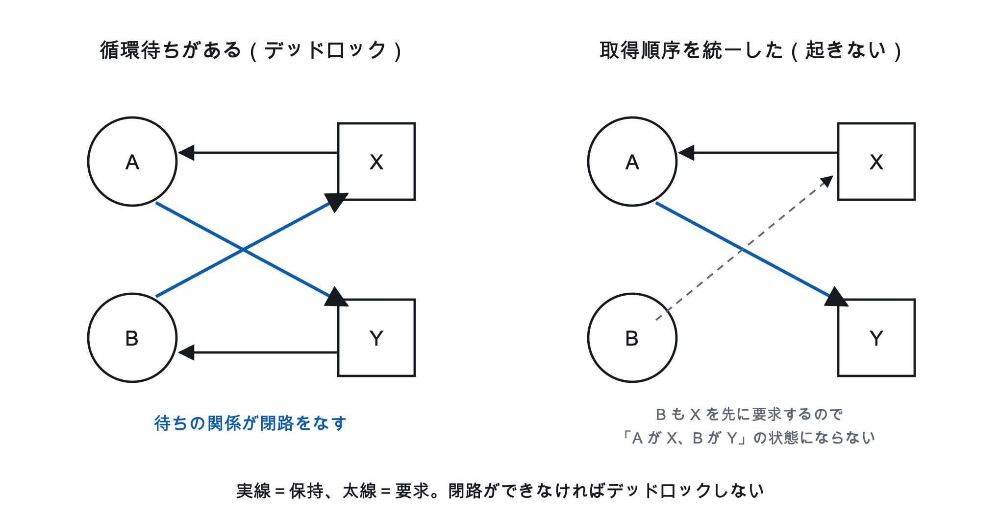 循環待ちがある（デッドロック）
取得順序を統一した（起きない）
A
X
A
X
B
Y
B
Y
待ちの関係が閉路をなす
B も X を先に要求するので
「A が X、B が Y」の状態にならない
実線＝保持、太線＝要求。閉路ができなければデッドロックしない